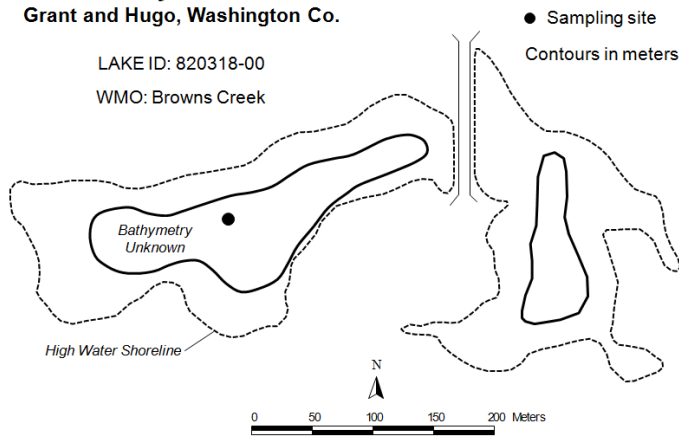 Grant and Hugo, Washington Co.
Sampling site
LAKE ID: 820318-00
Contours in meters
WMO: Browns Creek
Bathymetry
Unknown
High Water Shoreline
N
0 50 100 150 200 Meters